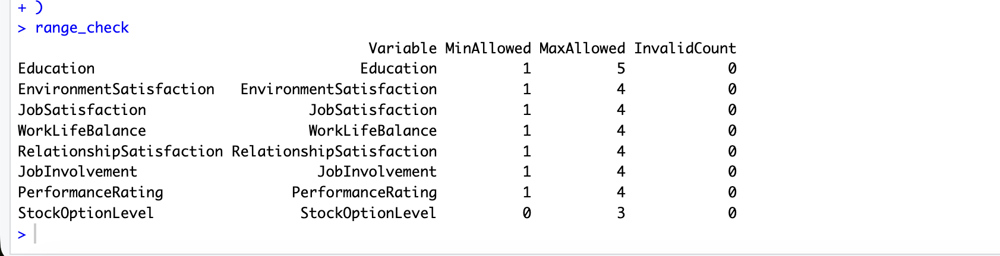 + )
> range_check
                                         Variable MinAllowed MaxAllowed InvalidCount
Education                               Education          1          5            0
EnvironmentSatisfaction   EnvironmentSatisfaction          1          4            0
JobSatisfaction                   JobSatisfaction          1          4            0
WorkLifeBalance                   WorkLifeBalance          1          4            0
RelationshipSatisfaction RelationshipSatisfaction          1          4            0
JobInvolvement                     JobInvolvement          1          4            0
PerformanceRating               PerformanceRating          1          4            0
StockOptionLevel                 StockOptionLevel          0          3            0
>